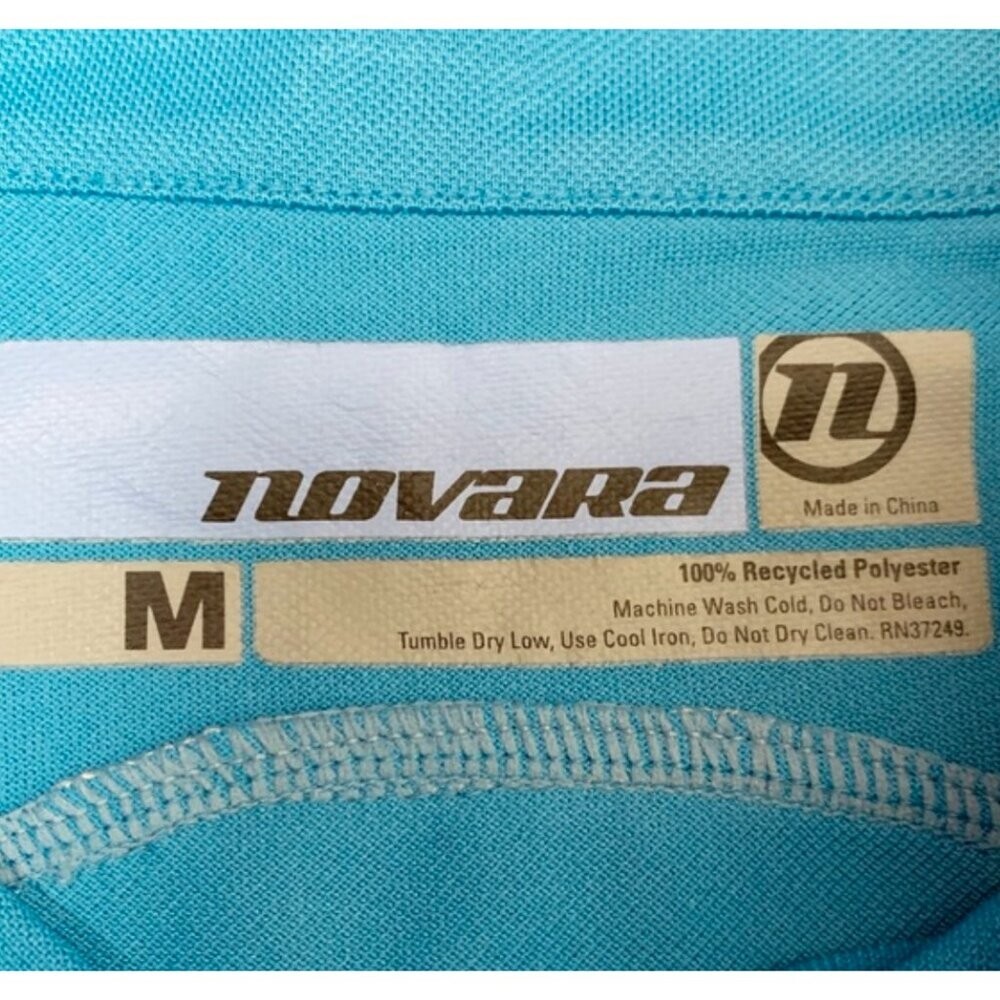 n
novara
Made in China
M
100% Recycled Polyester
Machine Wash Cold, Do Not Bleach,
Tumble Dry Low, Use Cool Iron, Do Not Dry Clean. RN37249.